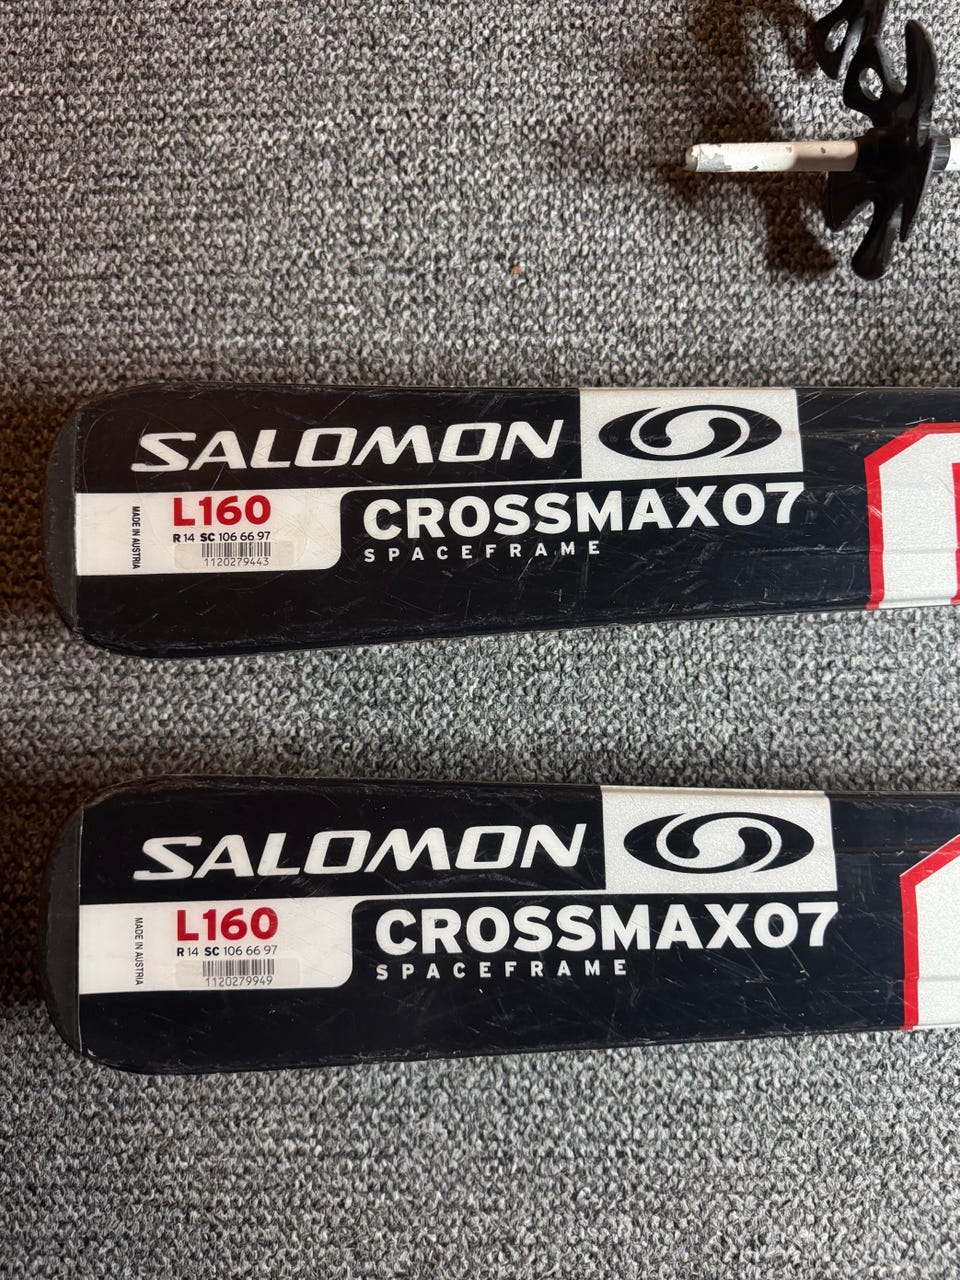 SALOMON
L160
CROSSMAX07
MADE IN AUSTRIA
R 14 SC 106 66 97
SPACEFRAME
1120279443
SALOMON
L160
CROSSMAX07
MADE IN AUSTRIA
R 14 SC 106 66 97
SPACEFRAME
1120279949